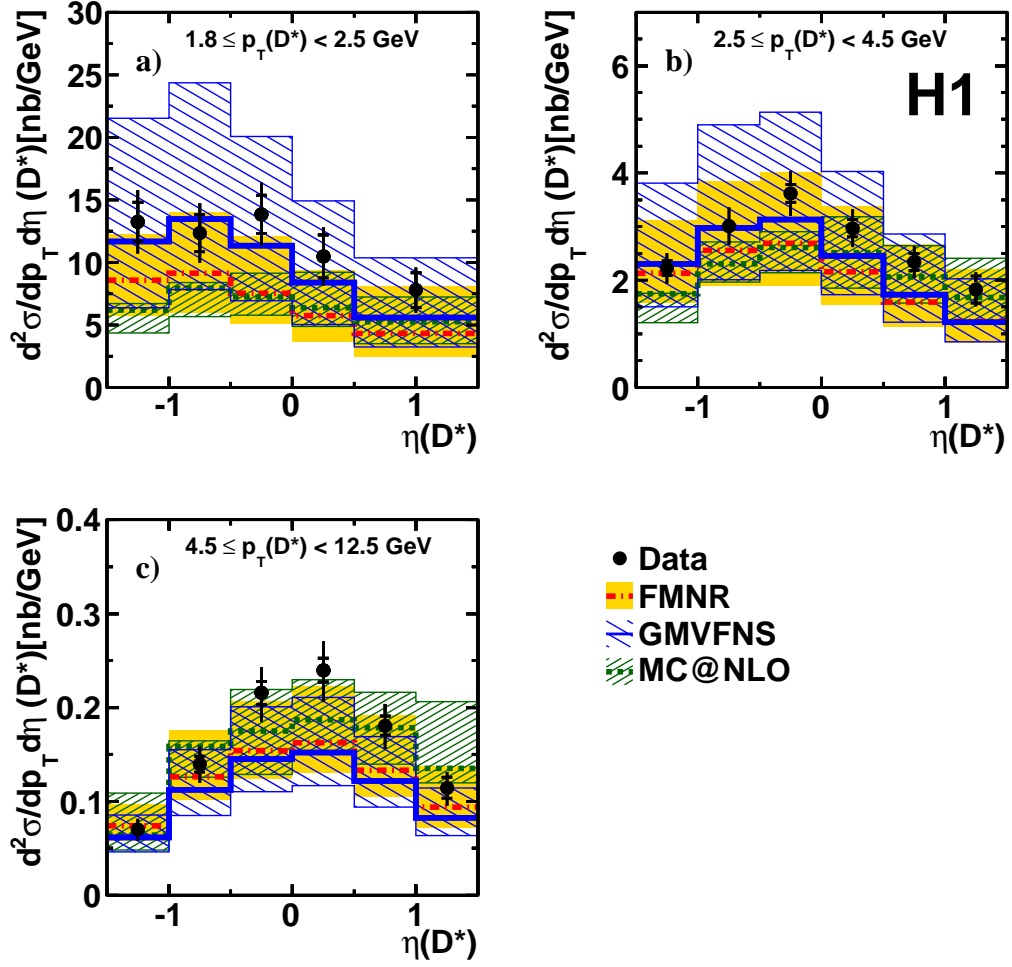 d²σ/dp_T dη (D*)[nb/GeV]
a)
1.8 ≤ p_T(D*) < 2.5 GeV
30
25
20
15
10
5
0
-1 0 1
η(D*)
d²σ/dp_T dη (D*)[nb/GeV]
b)
2.5 ≤ p_T(D*) < 4.5 GeV
H1
6
4
2
0
-1 0 1
η(D*)
d²σ/dp_T dη (D*)[nb/GeV]
c)
4.5 ≤ p_T(D*) < 12.5 GeV
0.4
0.3
0.2
0.1
0
-1 0 1
η(D*)
Data
FMNR
GMVFNS
MC@NLO